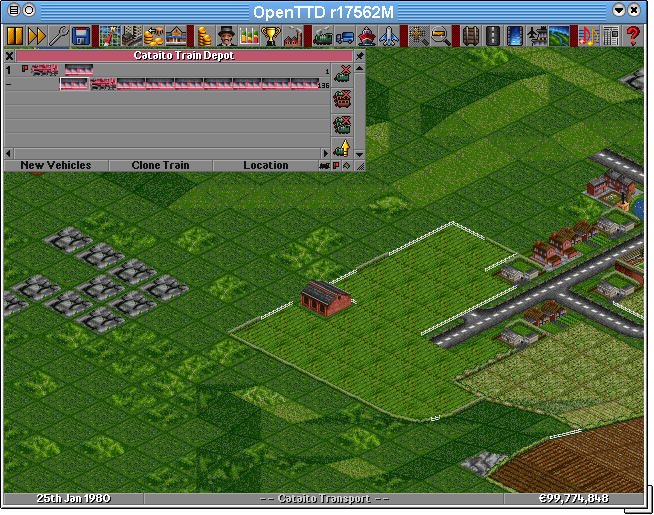 OpenTTD r17562M
Cataito Train Depot
1
1
136
New Vehicles Clone Train Location
25th Jan 1980 -- Cataito Transport -- €99,774,848